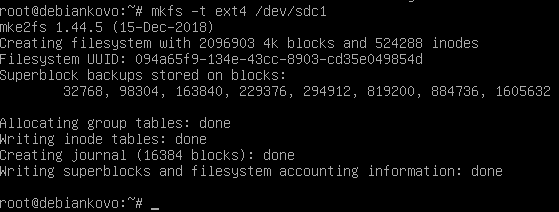 root@debiankovo:~# mkfs -t ext4 /dev/sdc1
mke2fs 1.44.5 (15-Dec-2018)
Creating filesystem with 2096903 4k blocks and 524288 inodes
Filesystem UUID: 094a65f9-134e-43cc-8903-cd35e049854d
Superblock backups stored on blocks:
32768, 98304, 163840, 229376, 294912, 819200, 884736, 1605632
Allocating group tables: done
Writing inode tables: done
Creating journal (16384 blocks): done
Writing superblocks and filesystem accounting information: done
root@debiankovo:~# _